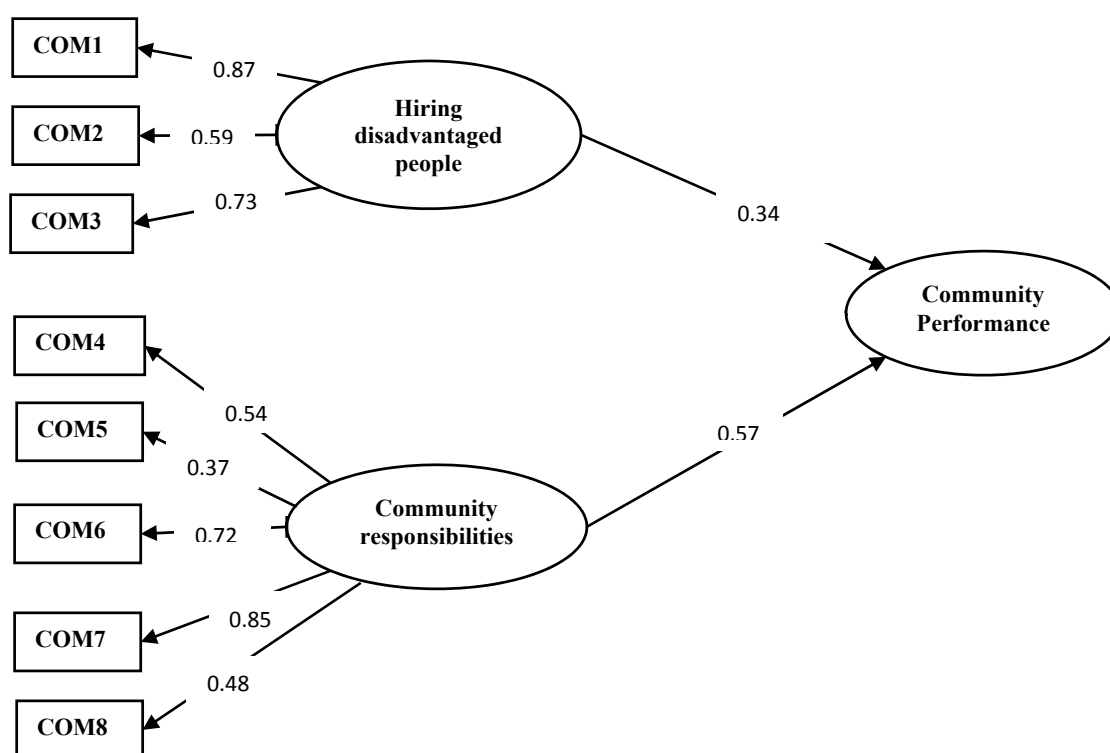 COM1
0.87
COM2
0.59
COM3
0.73
Hiring
disadvantaged
people
0.34
Community
Performance
COM4
0.54
COM5
0.37
COM6
0.72
COM7
0.85
COM8
0.48
Community
responsibilities
0.57